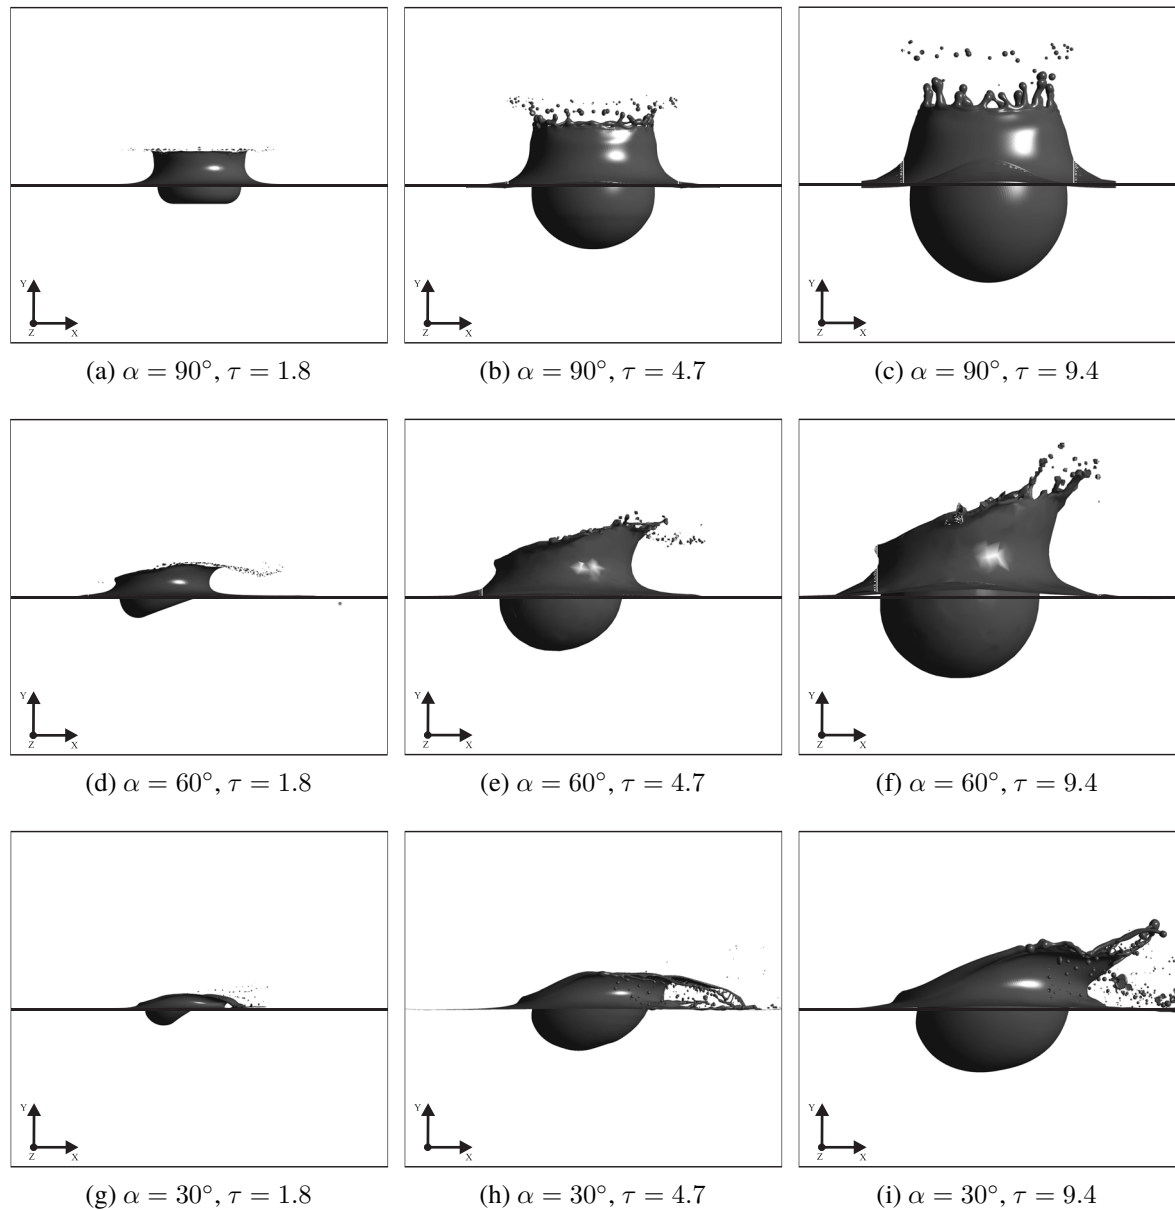 Y Y Y
Z X Z X Z X
(a) α = 90°, τ = 1.8 (b) α = 90°, τ = 4.7 (c) α = 90°, τ = 9.4
Y Y Y
Z X Z X Z X
(d) α = 60°, τ = 1.8 (e) α = 60°, τ = 4.7 (f) α = 60°, τ = 9.4
Y Y Y
Z X Z X Z X
(g) α = 30°, τ = 1.8 (h) α = 30°, τ = 4.7 (i) α = 30°, τ = 9.4